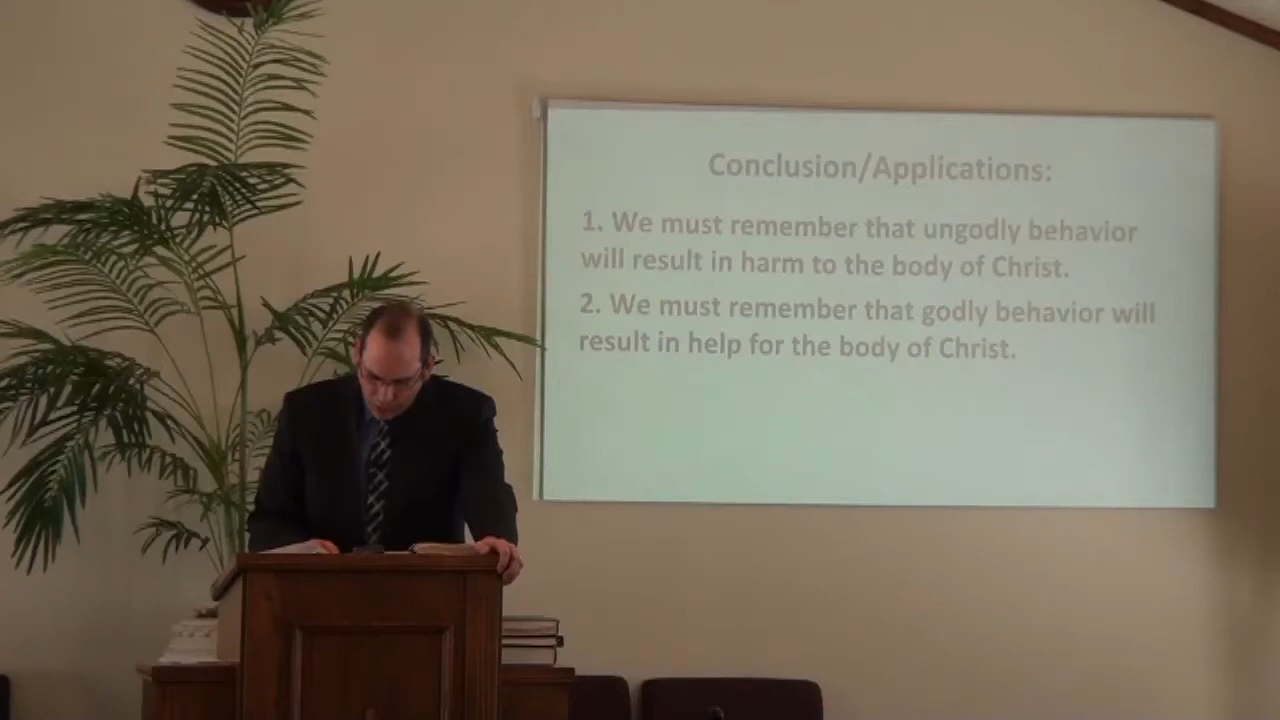 Conclusion/Applications:
1. We must remember that ungodly behavior
will result in harm to the body of Christ.
2. We must remember that godly behavior will
result in help for the body of Christ.